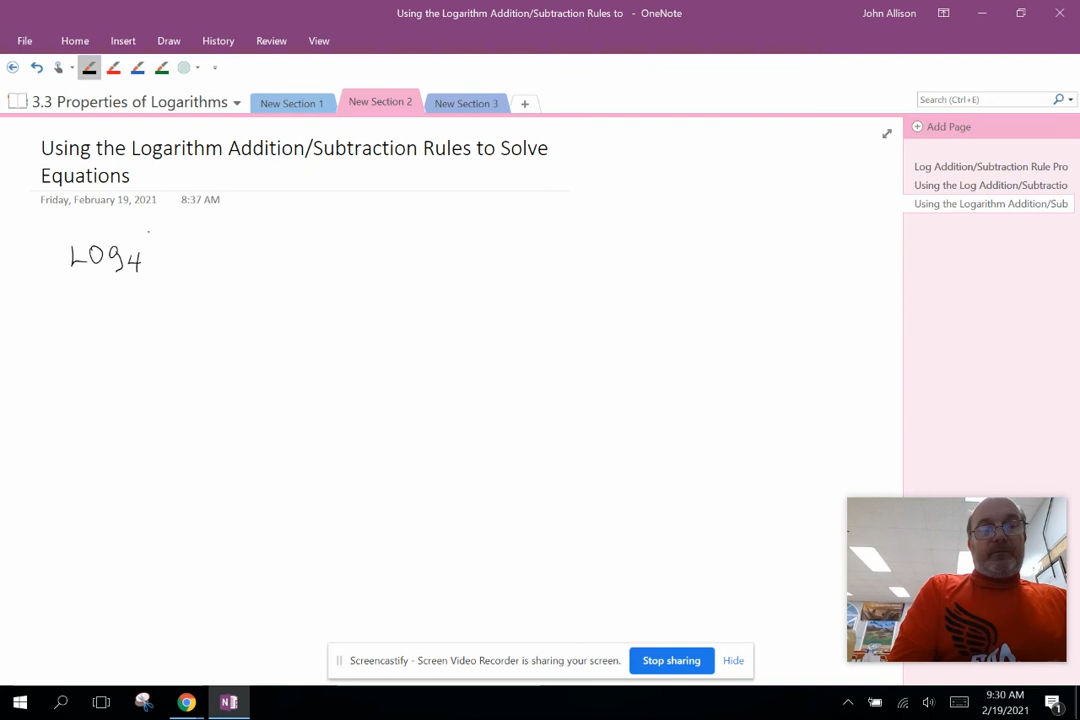 Using the Logarithm Addition/Subtraction Rules to - OneNote
John Allison
File Home Insert Draw History Review View
3.3 Properties of Logarithms
New Section 1
New Section 2
New Section 3
+
Search (Ctrl+E)
Using the Logarithm Addition/Subtraction Rules to Solve
Equations
Friday, February 19, 2021 8:37 AM
LOg4
Add Page
Log Addition/Subtraction Rule Pro
Using the Log Addition/Subtractio
Using the Logarithm Addition/Sub
Screencastify - Screen Video Recorder is sharing your screen.
Stop sharing
Hide
N
9:30 AM
2/19/2021
1